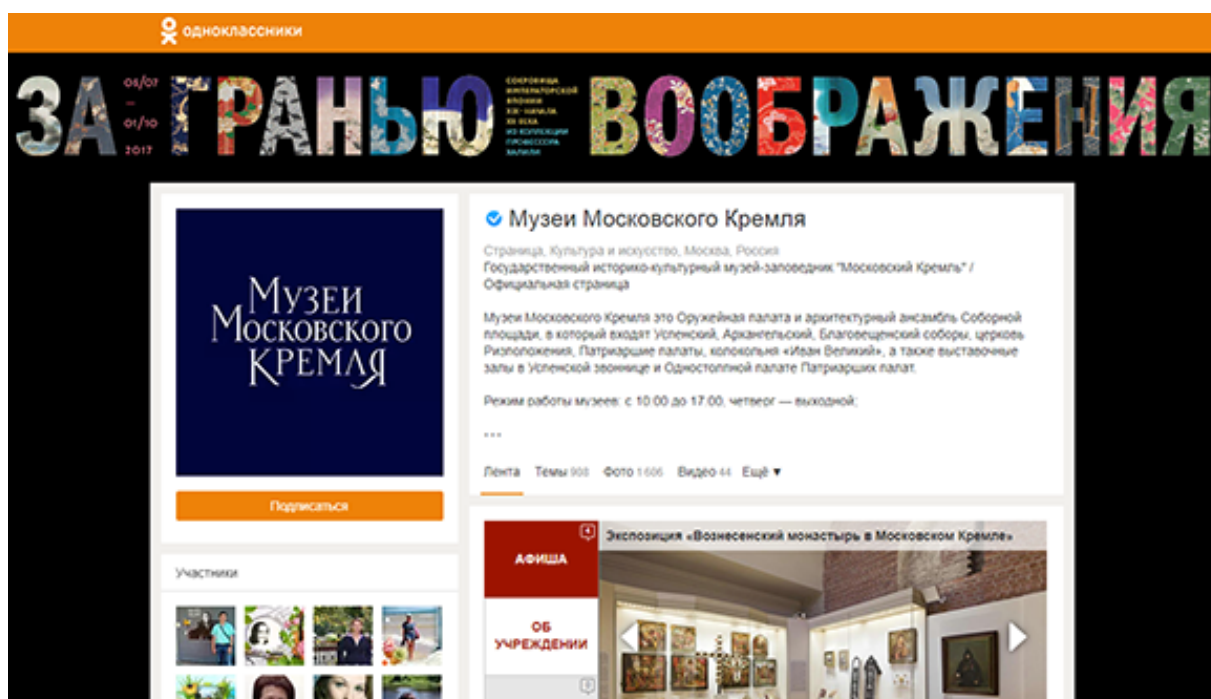 одноклассники
ЗА ГРАНЬЮ ВООБРАЖЕНИЯ
06/07
—
01/10
2017
СОКРОВИЩА
ИМПЕРАТОРСКОЙ
ЯПОНИИ
XIX - НАЧАЛА
XX ВЕКА
ИЗ КОЛЛЕКЦИИ
ПРОФЕССОРА
ХАЛИЛИ
Музеи
Московского
Кремля
Подписаться
Участники
Музеи Московского Кремля
Страница, Культура и искусство, Москва, Россия
Государственный историко-культурный музей-заповедник "Московский Кремль" /
Официальная страница
Музеи Московского Кремля это Оружейная палата и архитектурный ансамбль Соборной
площади, в который входят Успенский, Архангельский, Благовещенский соборы, церковь
Ризположения, Патриаршие палаты, колокольня «Иван Великий», а также выставочные
залы в Успенской звоннице и Одностолпной палате Патриарших палат.
Режим работы музеев: с 10:00 до 17:00, четверг — выходной;
...
Лента Темы 908 Фото 1 606 Видео 44 Ещё ▼
АФИША
4
Экспозиция «Вознесенский монастырь в Московском Кремле»
ОБ
УЧРЕЖДЕНИИ